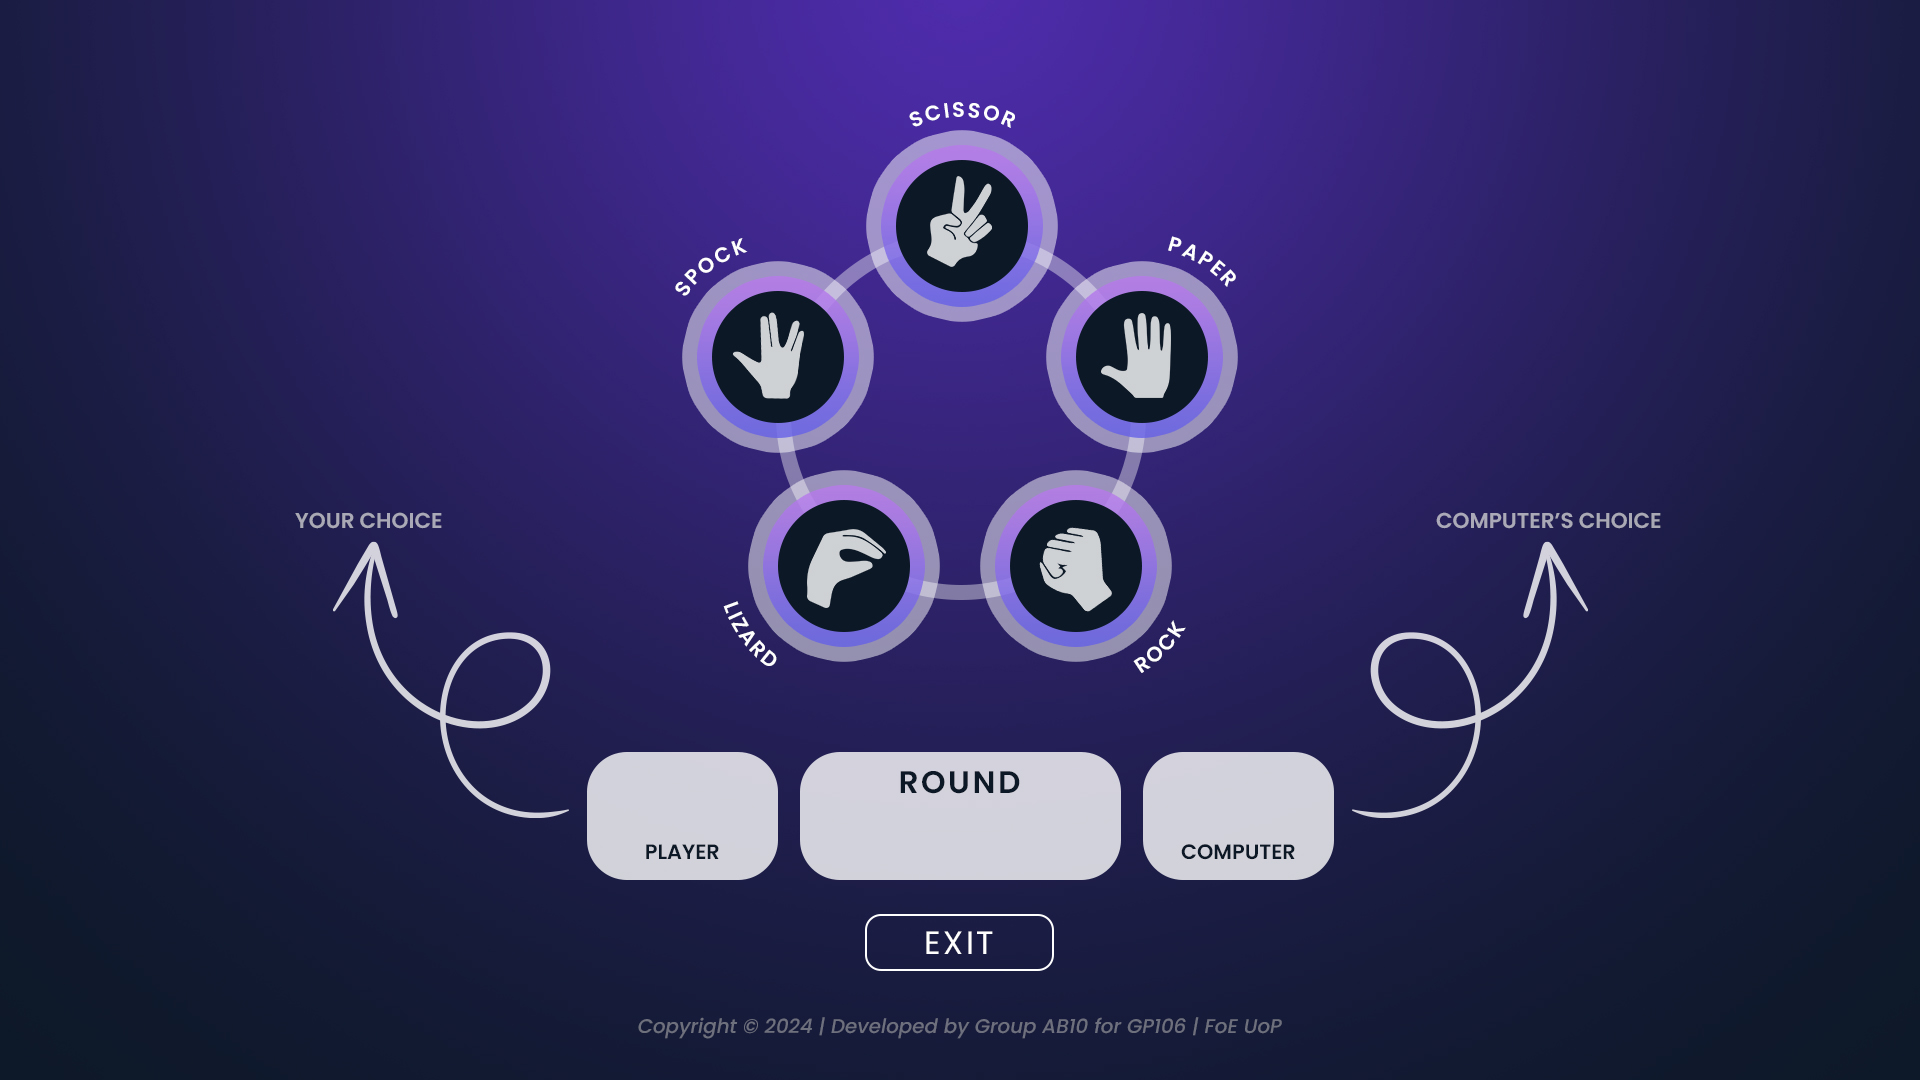 SCISSOR
SPOCK
PAPER
YOUR CHOICE
COMPUTER’S CHOICE
LIZARD
ROCK
ROUND
PLAYER
COMPUTER
EXIT
Copyright © 2024 | Developed by Group AB10 for GP106 | FoE UoP